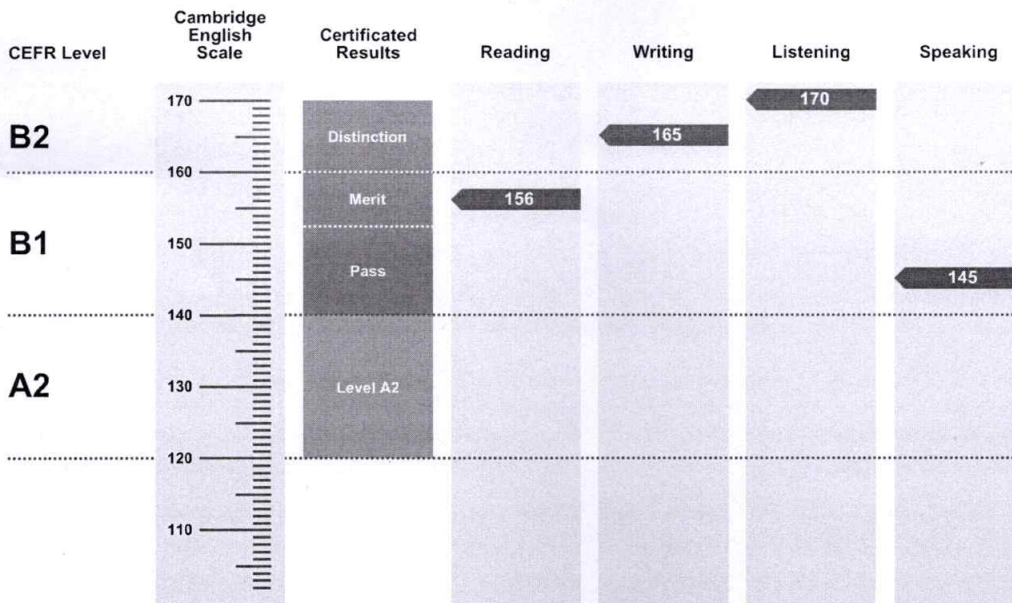 CEFR Level
Cambridge
English
Scale
Certificated
Results
Reading
Writing
Listening
Speaking
170
170
Distinction
165
B2
160
Merit
156
B1
150
Pass
145
140
A2
130
Level A2
120
110